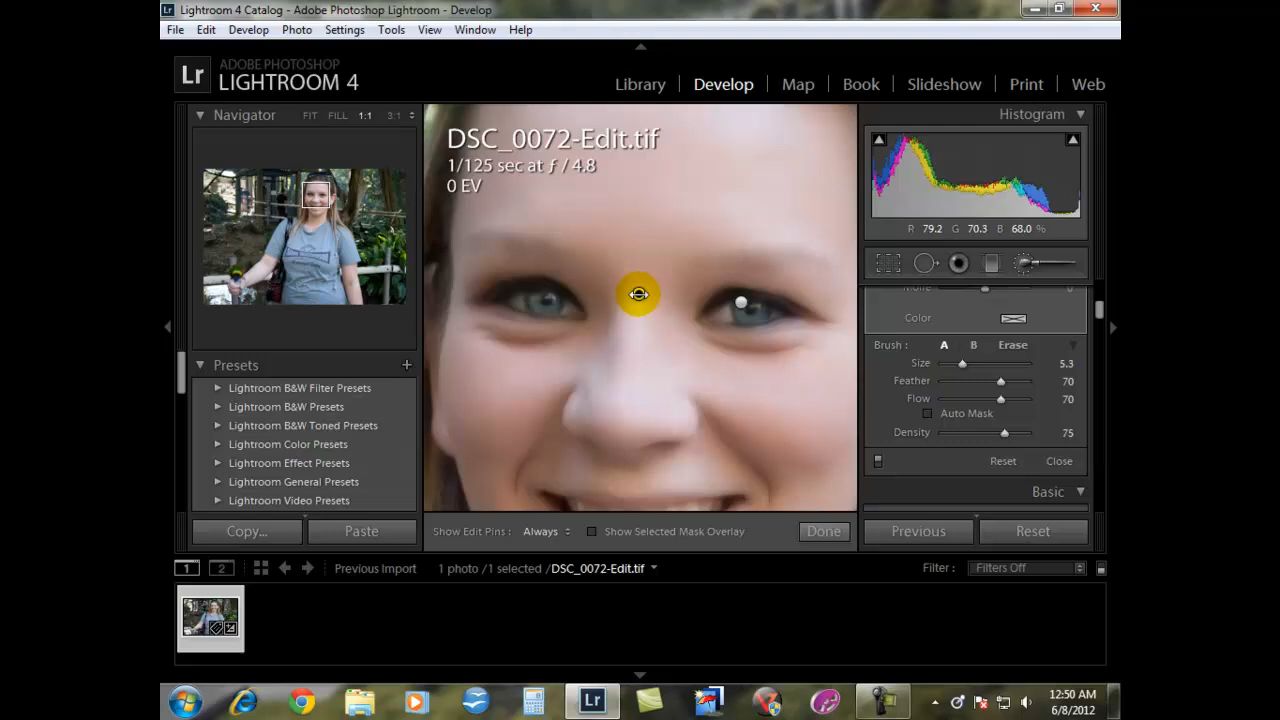 Lightroom 4 Catalog - Adobe Photoshop Lightroom - Develop
File Edit Develop Photo Settings Tools View Window Help
Lr ADOBE PHOTOSHOP
LIGHTROOM 4
Library Develop Map Book Slideshow Print Web
Navigator FIT FILL 1:1 3:1
Histogram
DSC_0072-Edit.tif
1/125 sec at ƒ / 4.8
0 EV
R 79.2 G 70.3 B 68.0 %
Color
Brush : A B Erase
Size 5.3
Feather 70
Flow 70
Auto Mask
Density 75
Reset Close
Basic
Presets +
Lightroom B&W Filter Presets
Lightroom B&W Presets
Lightroom B&W Toned Presets
Lightroom Color Presets
Lightroom Effect Presets
Lightroom General Presets
Lightroom Video Presets
Copy... Paste
Show Edit Pins : Always Show Selected Mask Overlay Done
Previous Reset
1 2 Previous Import 1 photo /1 selected /DSC_0072-Edit.tif Filter : Filters Off
Lr
12:50 AM
6/8/2012